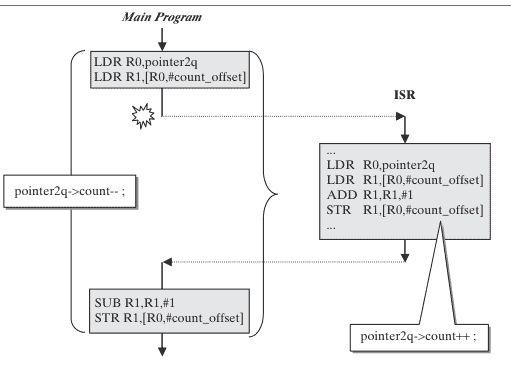 Main Program
LDR R0,pointer2q
LDR R1,[R0,#count_offset]
ISR
...
LDR R0,pointer2q
LDR R1,[R0,#count_offset]
ADD R1,R1,#1
STR R1,[R0,#count_offset]
...
pointer2q->count-- ;
SUB R1,R1,#1
STR R1,[R0,#count_offset]
pointer2q->count++ ;